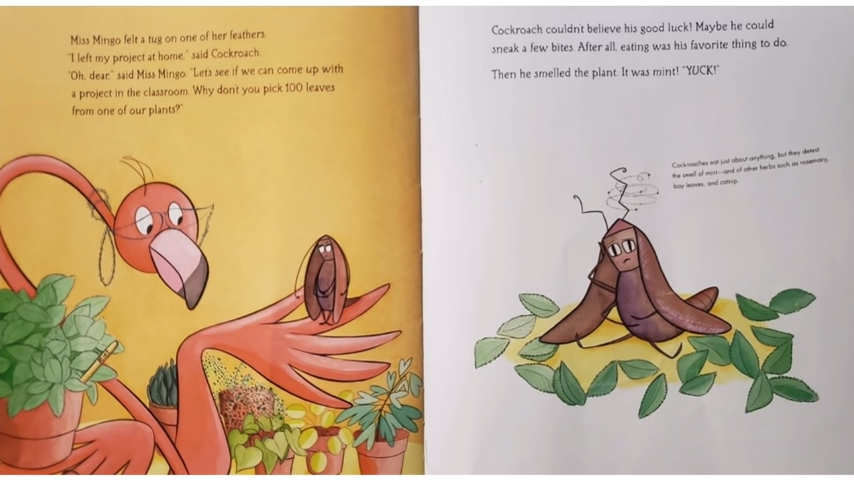 Miss Mingo felt a tug on one of her feathers.
"I left my project at home," said Cockroach.
"Oh, dear," said Miss Mingo. "Let's see if we can come up with
a project in the classroom. Why don't you pick 100 leaves
from one of our plants?"
Cockroach couldn't believe his good luck! Maybe he could
sneak a few bites. After all, eating was his favorite thing to do.
Then he smelled the plant. It was mint! "YUCK!"
Cockroaches eat just about anything, but they detest
the smell of mint—and of other herbs such as rosemary,
bay leaves, and catnip.